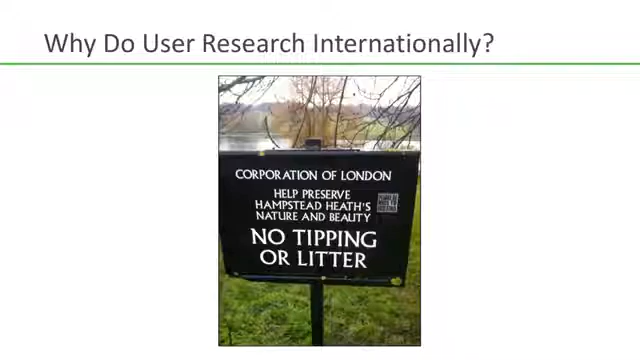 Why Do User Research Internationally?
CORPORATION OF LONDON
HELP PRESERVE
HAMPSTEAD HEATH'S
NATURE AND BEAUTY
NO TIPPING
OR LITTER